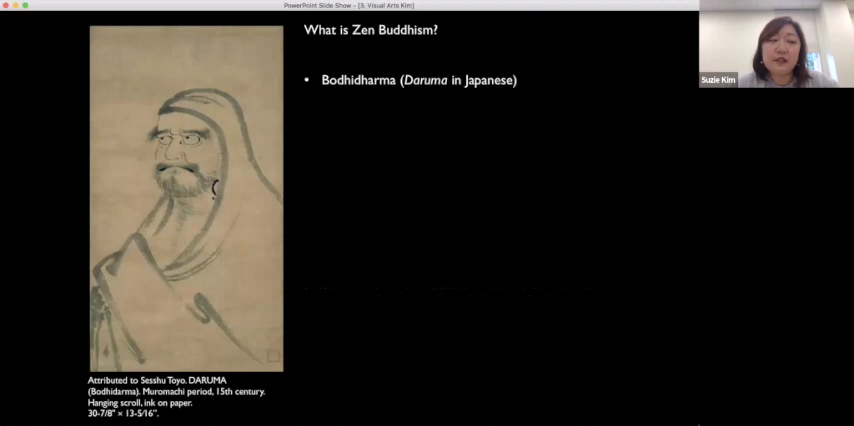 PowerPoint Slide Show - [3. Visual Arts Kim]
What is Zen Buddhism?
• Bodhidharma (Daruma in Japanese)
Suzie Kim
Attributed to Sesshu Toyo. DARUMA
(Bodhidarma). Muromachi period, 15th century.
Hanging scroll, ink on paper.
30-7/8" × 13-5/16".